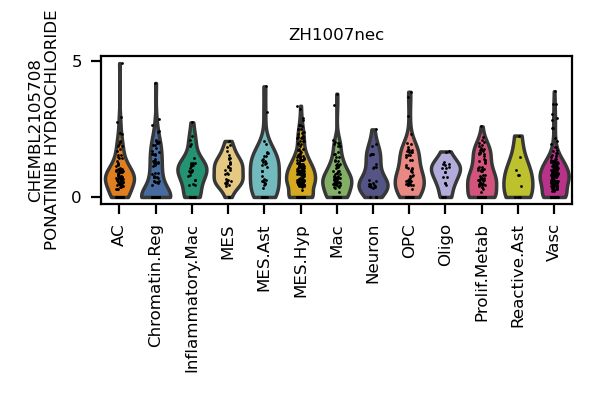 ZH1007nec
CHEMBL2105708
PONATINIB HYDROCHLORIDE
5
0
AC
Chromatin.Reg
Inflammatory.Mac
MES
MES.Ast
MES.Hyp
Mac
Neuron
OPC
Oligo
Prolif.Metab
Reactive.Ast
Vasc